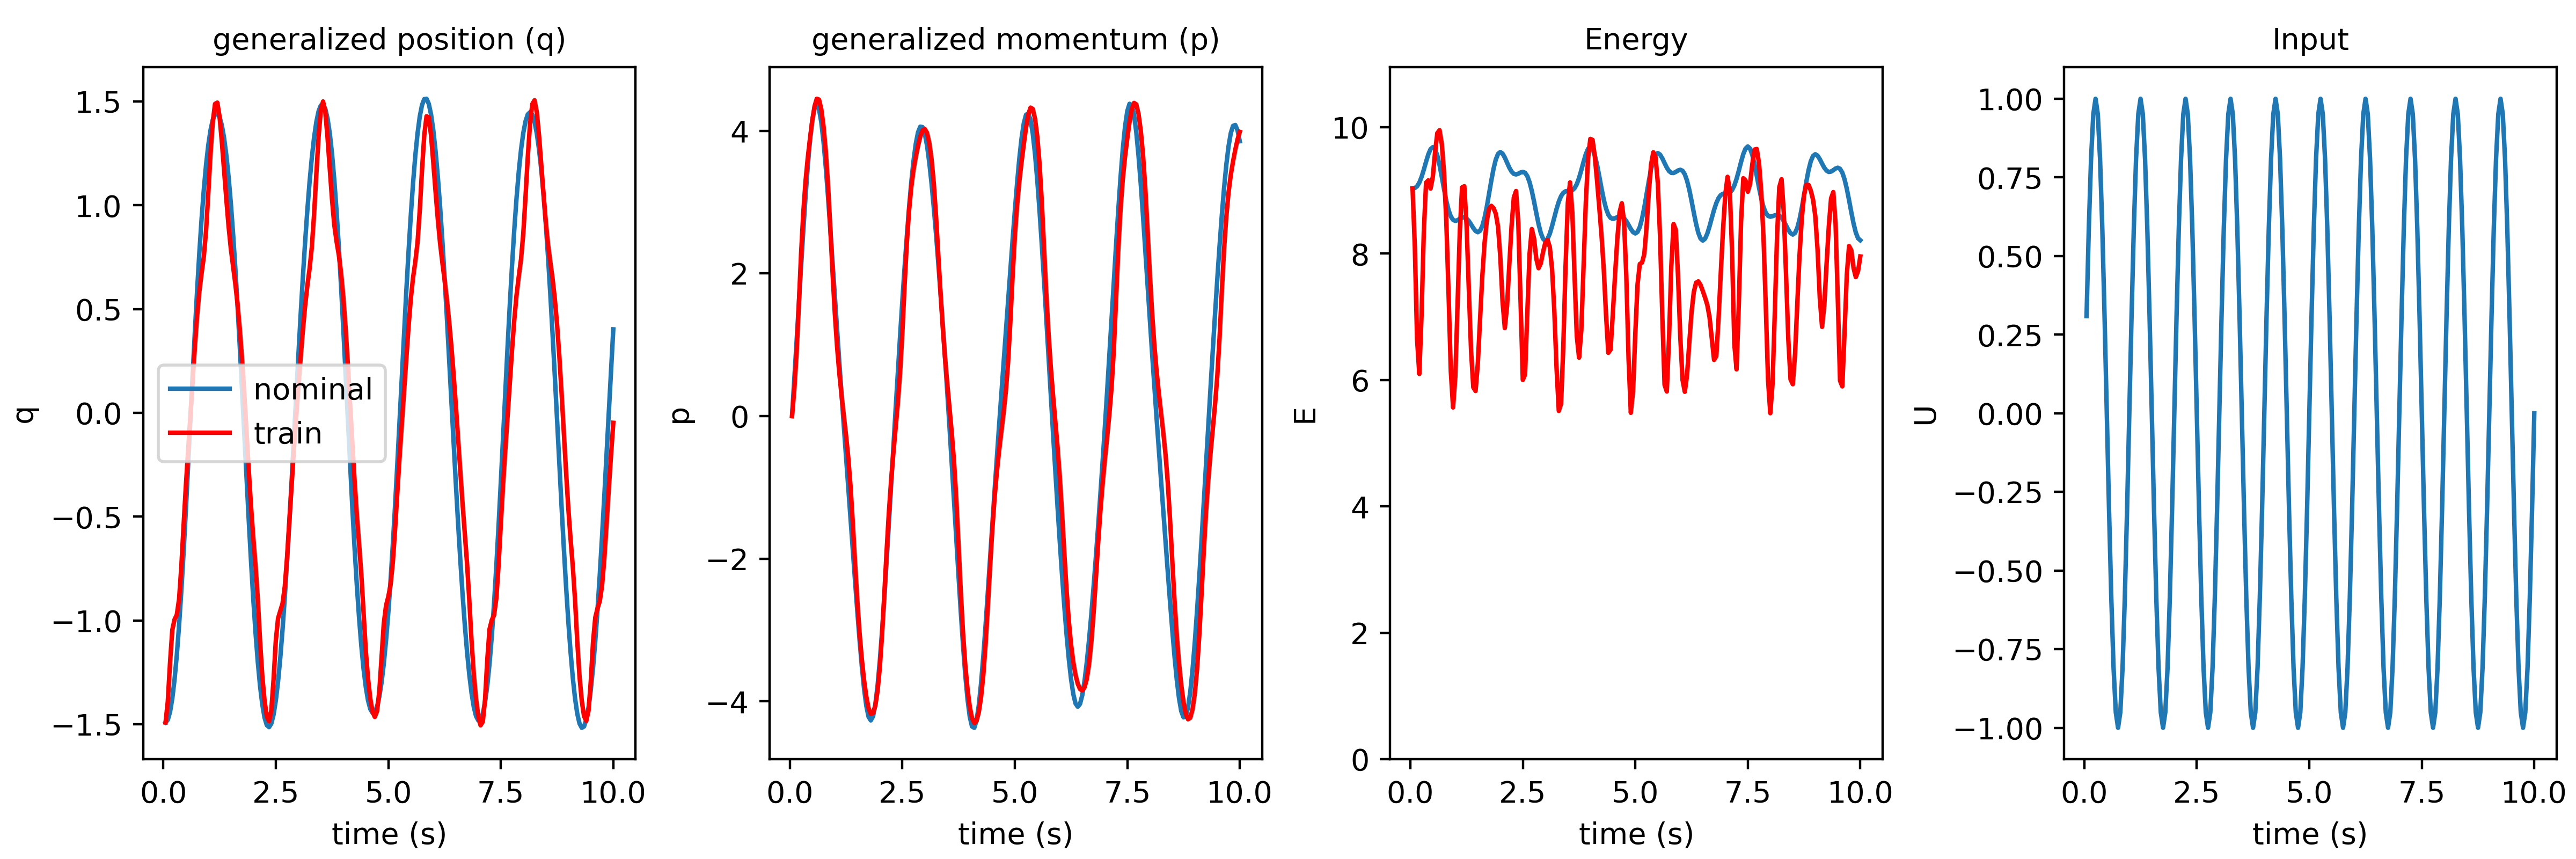 generalized position (q)
1.5
1.0
0.5
0.0
−0.5
−1.0
−1.5
q
nominal
train
0.0 2.5 5.0 7.5 10.0
time (s)
generalized momentum (p)
4
2
0
−2
−4
p
0.0 2.5 5.0 7.5 10.0
time (s)
Energy
10
8
6
4
2
0
E
0.0 2.5 5.0 7.5 10.0
time (s)
Input
1.00
0.75
0.50
0.25
0.00
−0.25
−0.50
−0.75
−1.00
U
0.0 2.5 5.0 7.5 10.0
time (s)